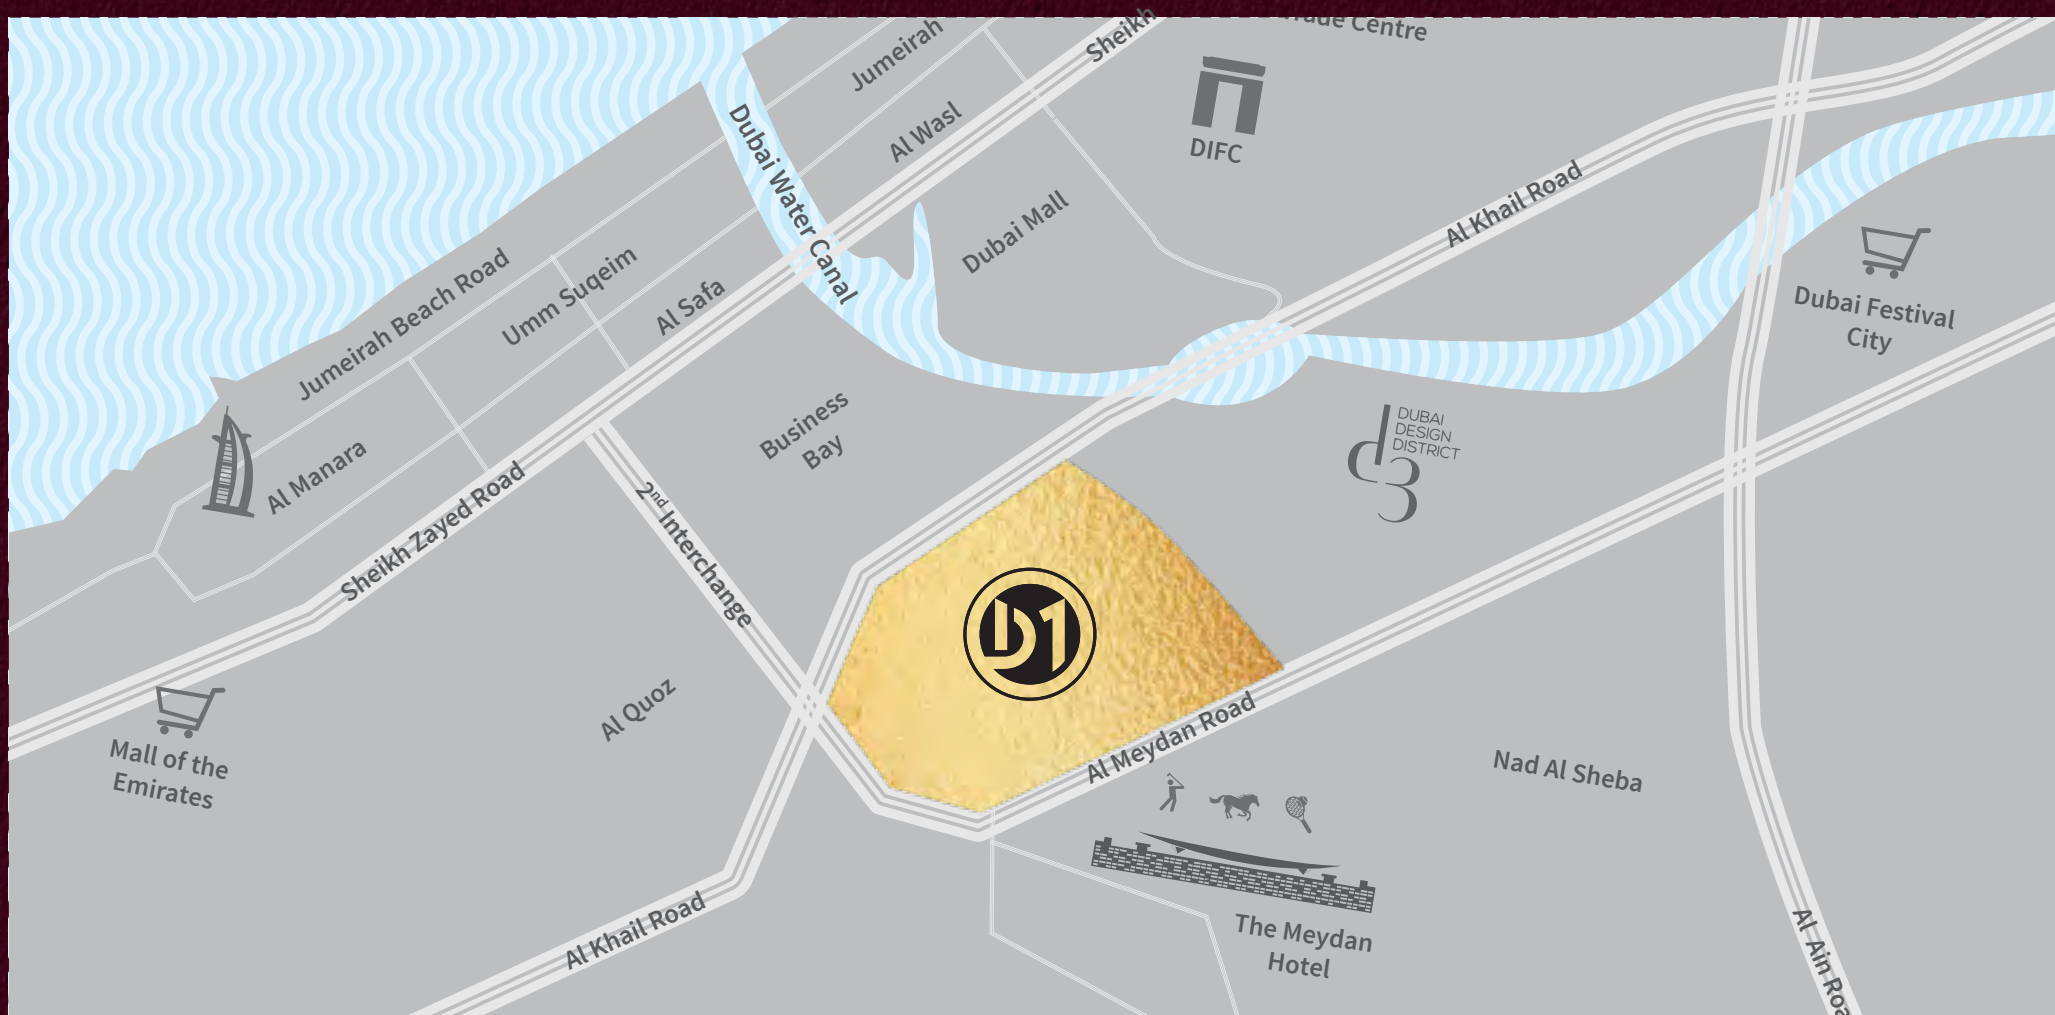 Jumeirah
Sheikh
Trade Centre
DIFC
Al Wasl
Dubai Water Canal
Dubai Mall
Al Khail Road
Jumeirah Beach Road
Umm Suqeim
Al Safa
Dubai Festival
City
Business
Bay
DUBAI
DESIGN
DISTRICT
d3
Al Manara
Sheikh Zayed Road
2nd Interchange
D1
Al Quoz
Al Meydan Road
Mall of the
Emirates
Nad Al Sheba
Al Khail Road
The Meydan
Hotel
Al Ain Roa